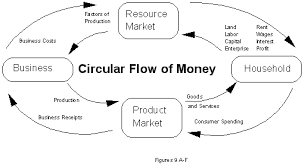 Factors of
Production
Resource
Market
Land
Labor
Capital
Enterprise
Rent
Wages
Interest
Profit
Business Costs
Business
Circular Flow of Money
Household
Production
Goods
and Services
Product
Market
Business Receipts
Consumer Spending
Figures 9 A-F